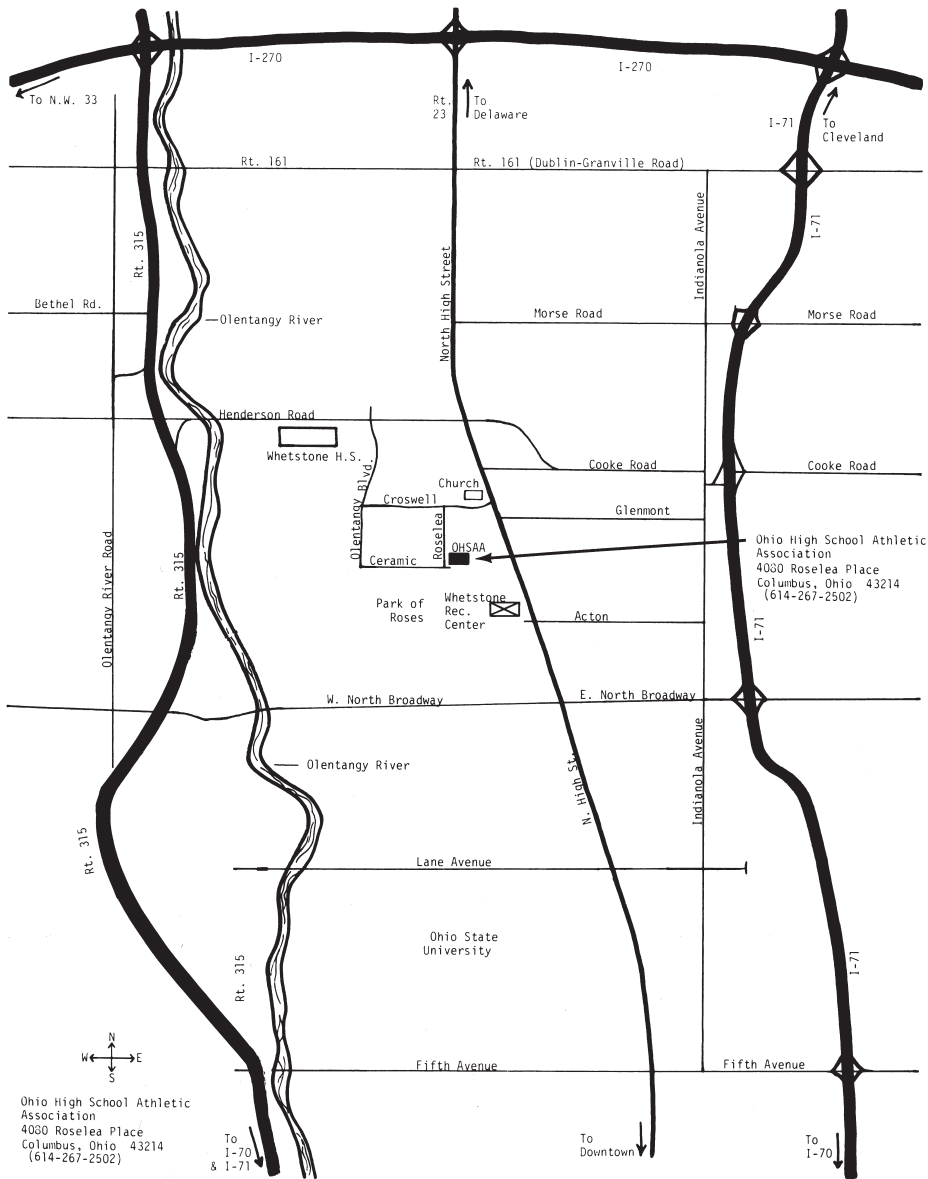 I-270
I-270
To N.W. 33
Rt. 23
To Delaware
I-71
To Cleveland
Rt. 161
Rt. 161 (Dublin-Granville Road)
Rt. 315
Indianola Avenue
I-71
North High Street
Bethel Rd.
Olentangy River
Morse Road
Morse Road
Henderson Road
Whetstone H.S.
Olentangy Blvd.
Cooke Road
Cooke Road
Church
Croswell
Roselea
Glenmont
OHSAA
Ceramic
Ohio High School Athletic
Association
4080 Roselea Place
Columbus, Ohio 43214
(614-267-2502)
Olentangy River Road
Rt. 315
Park of
Roses
Whetstone
Rec.
Center
Acton
I-71
W. North Broadway
E. North Broadway
Olentangy River
N. High St.
Indianola Avenue
Rt. 315
Lane Avenue
Ohio State
University
Rt. 315
I-71
N
W E
S
Fifth Avenue
Fifth Avenue
Ohio High School Athletic
Association
4080 Roselea Place
Columbus, Ohio 43214
(614-267-2502)
To
I-70
& I-71
To
Downtown
To
I-70